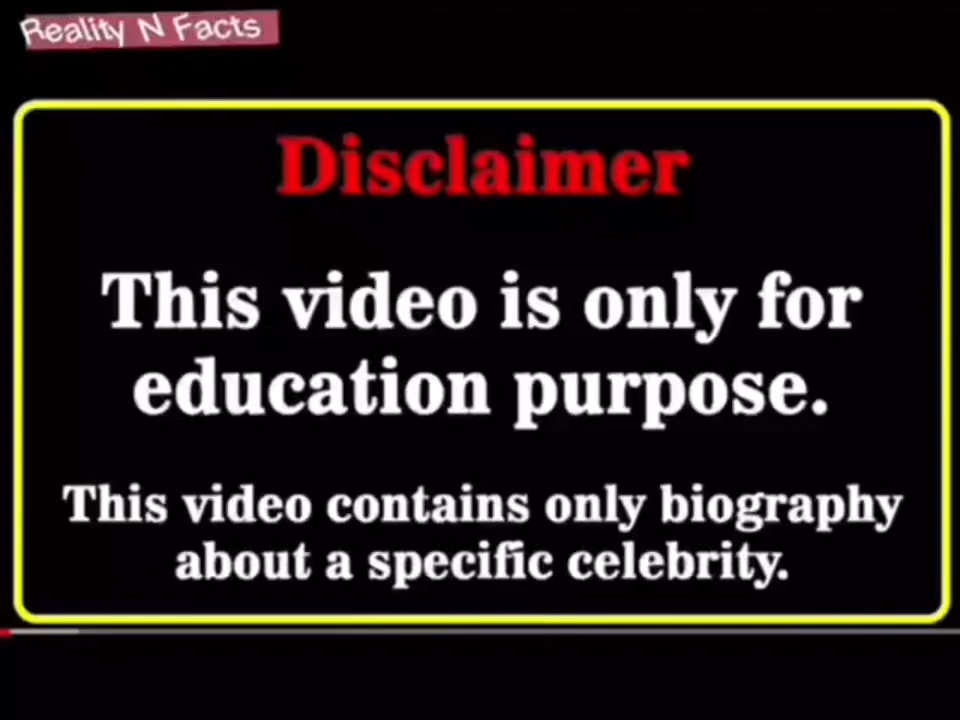 Reality N Facts
Disclaimer
This video is only for
education purpose.
This video contains only biography
about a specific celebrity.